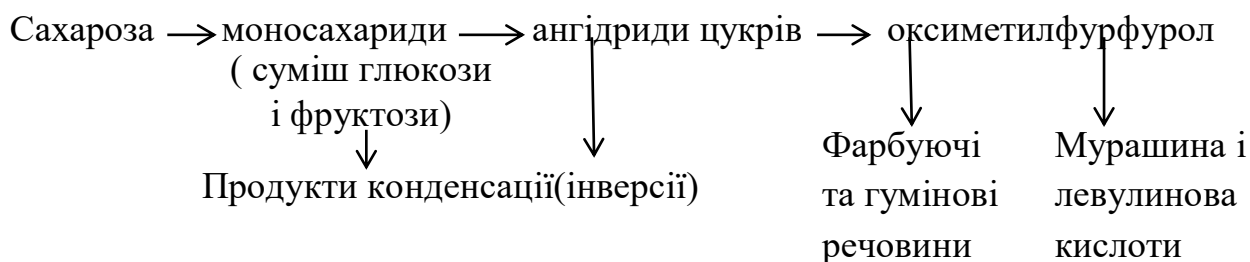 Сахароза → моносахариди → ангідриди цукрів → оксиметилфурфурол
( суміш глюкози
і фруктози)
Продукти конденсації(інверсії)
Фарбуючі
та гумінові
речовини
Мурашина і
левулинова
кислоти